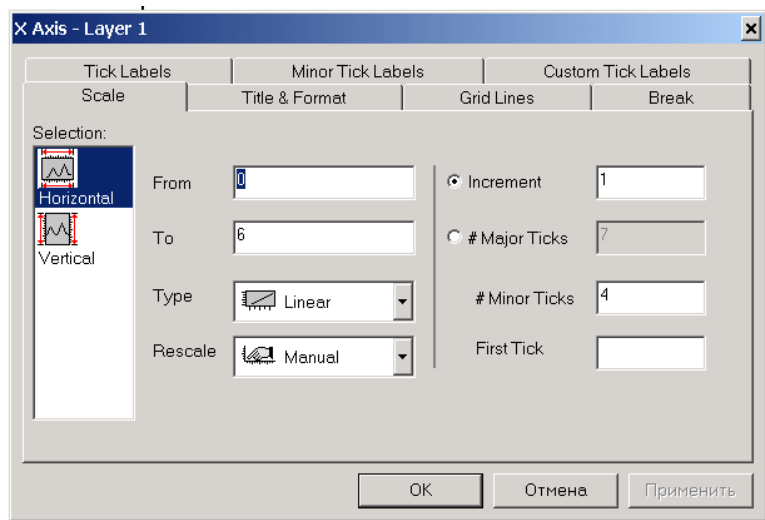 X Axis - Layer 1
Tick Labels
Minor Tick Labels
Custom Tick Labels
Scale
Title & Format
Grid Lines
Break
Selection:
Horizontal
Vertical
From
0
Increment
1
To
6
# Major Ticks
7
Type
Linear
# Minor Ticks
4
Rescale
Manual
First Tick
OK
Отмена
Применить